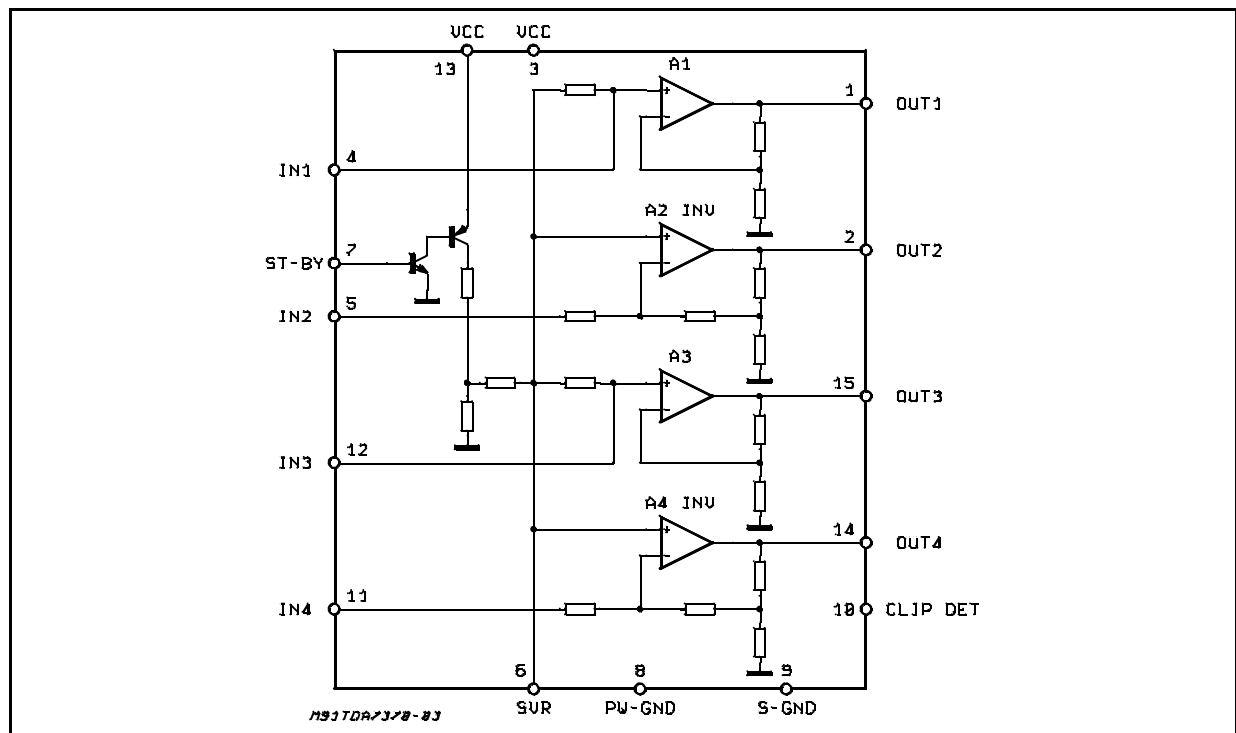 VCC VCC
13 3 A1
1 OUT1
IN1 4
A2 INV
2 OUT2
ST-BY 7
IN2 5
A3
15 OUT3
IN3 12
A4 INV
14 OUT4
IN4 11
10 CLIP DET
6 8 9
SVR PW-GND S-GND